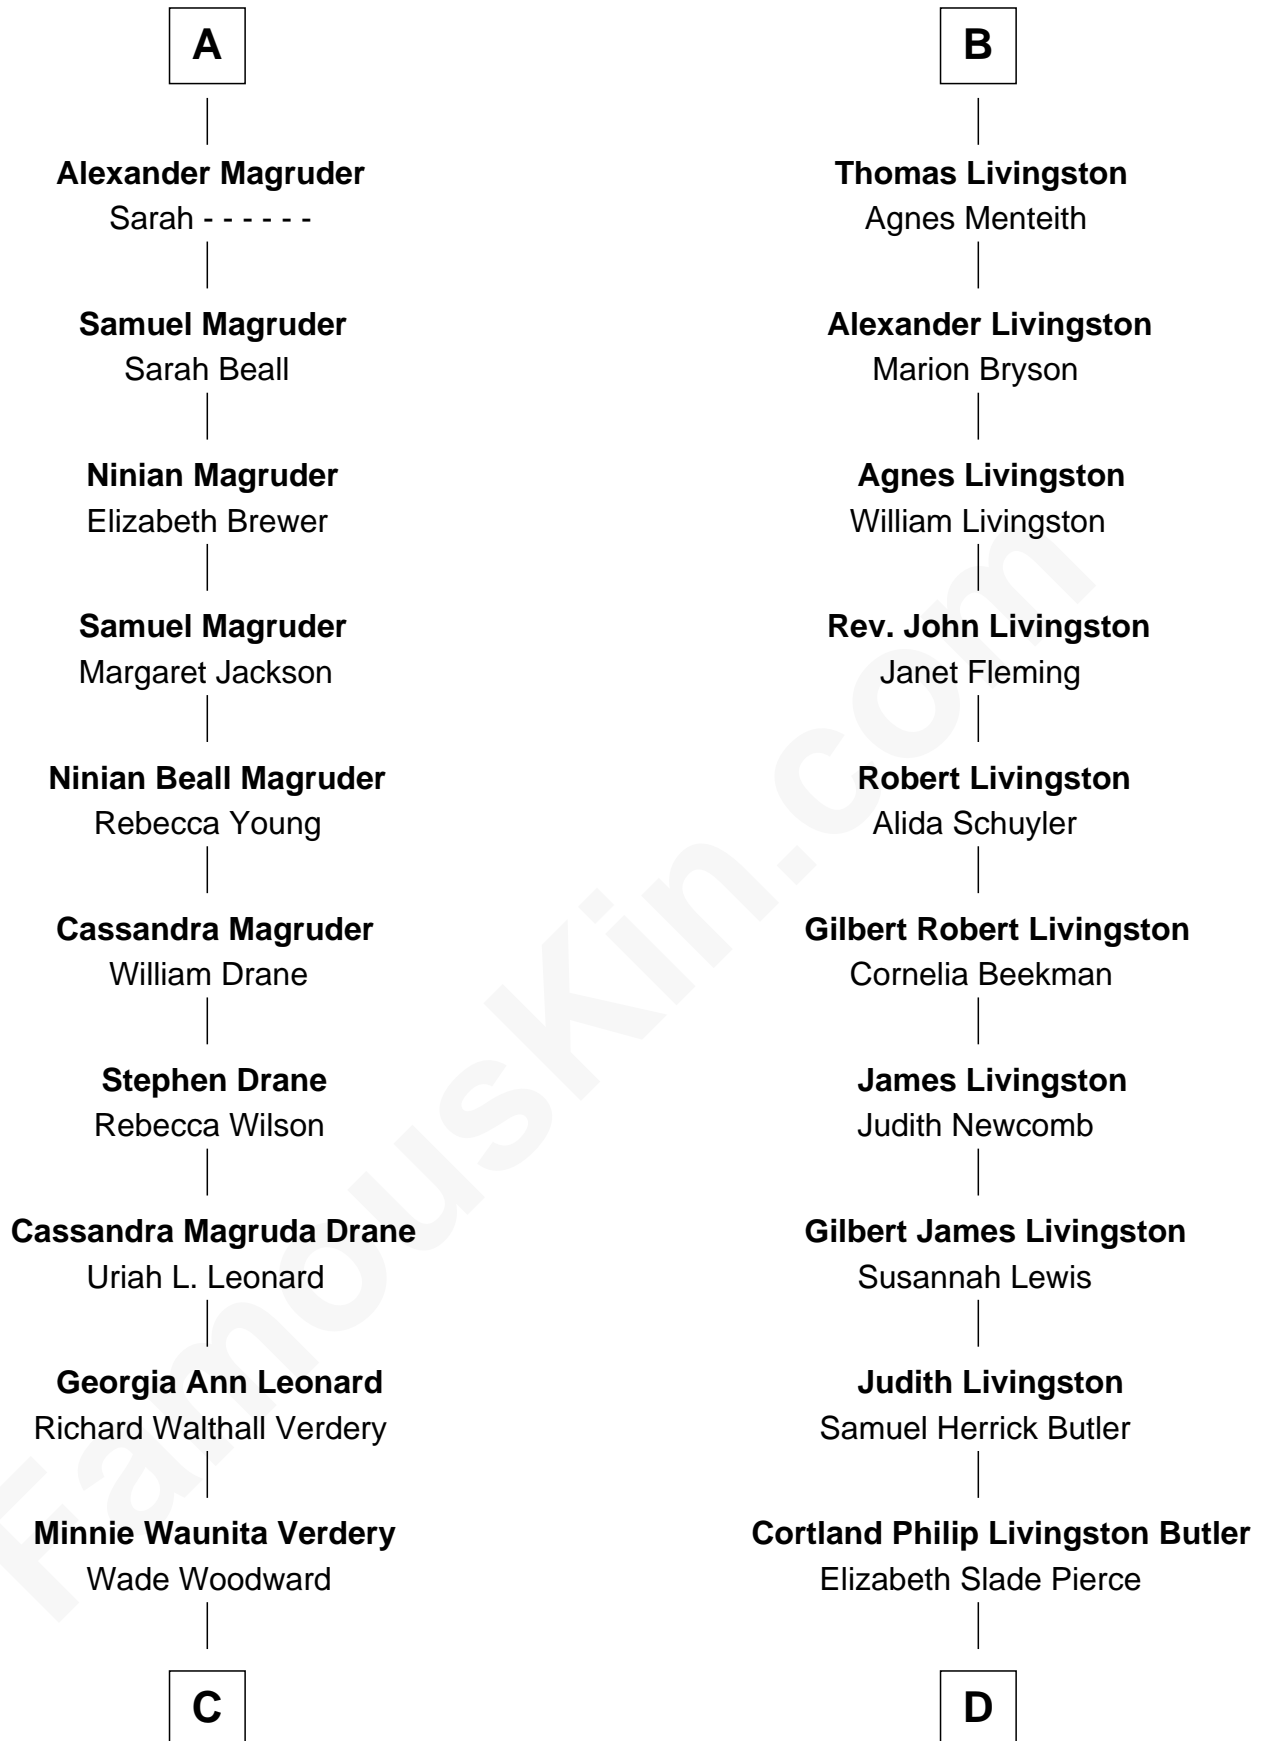 A
Alexander Magruder
Sarah - - - - - -
Samuel Magruder
Sarah Beall
Ninian Magruder
Elizabeth Brewer
Samuel Magruder
Margaret Jackson
Ninian Beall Magruder
Rebecca Young
Cassandra Magruder
William Drane
Stephen Drane
Rebecca Wilson
Cassandra Magruda Drane
Uriah L. Leonard
Georgia Ann Leonard
Richard Walthall Verdery
Minnie Waunita Verdery
Wade Woodward
C
B
Thomas Livingston
Agnes Menteith
Alexander Livingston
Marion Bryson
Agnes Livingston
William Livingston
Rev. John Livingston
Janet Fleming
Robert Livingston
Alida Schuyler
Gilbert Robert Livingston
Cornelia Beekman
James Livingston
Judith Newcomb
Gilbert James Livingston
Susannah Lewis
Judith Livingston
Samuel Herrick Butler
Cortland Philip Livingston Butler
Elizabeth Slade Pierce
D
FamousKin.com